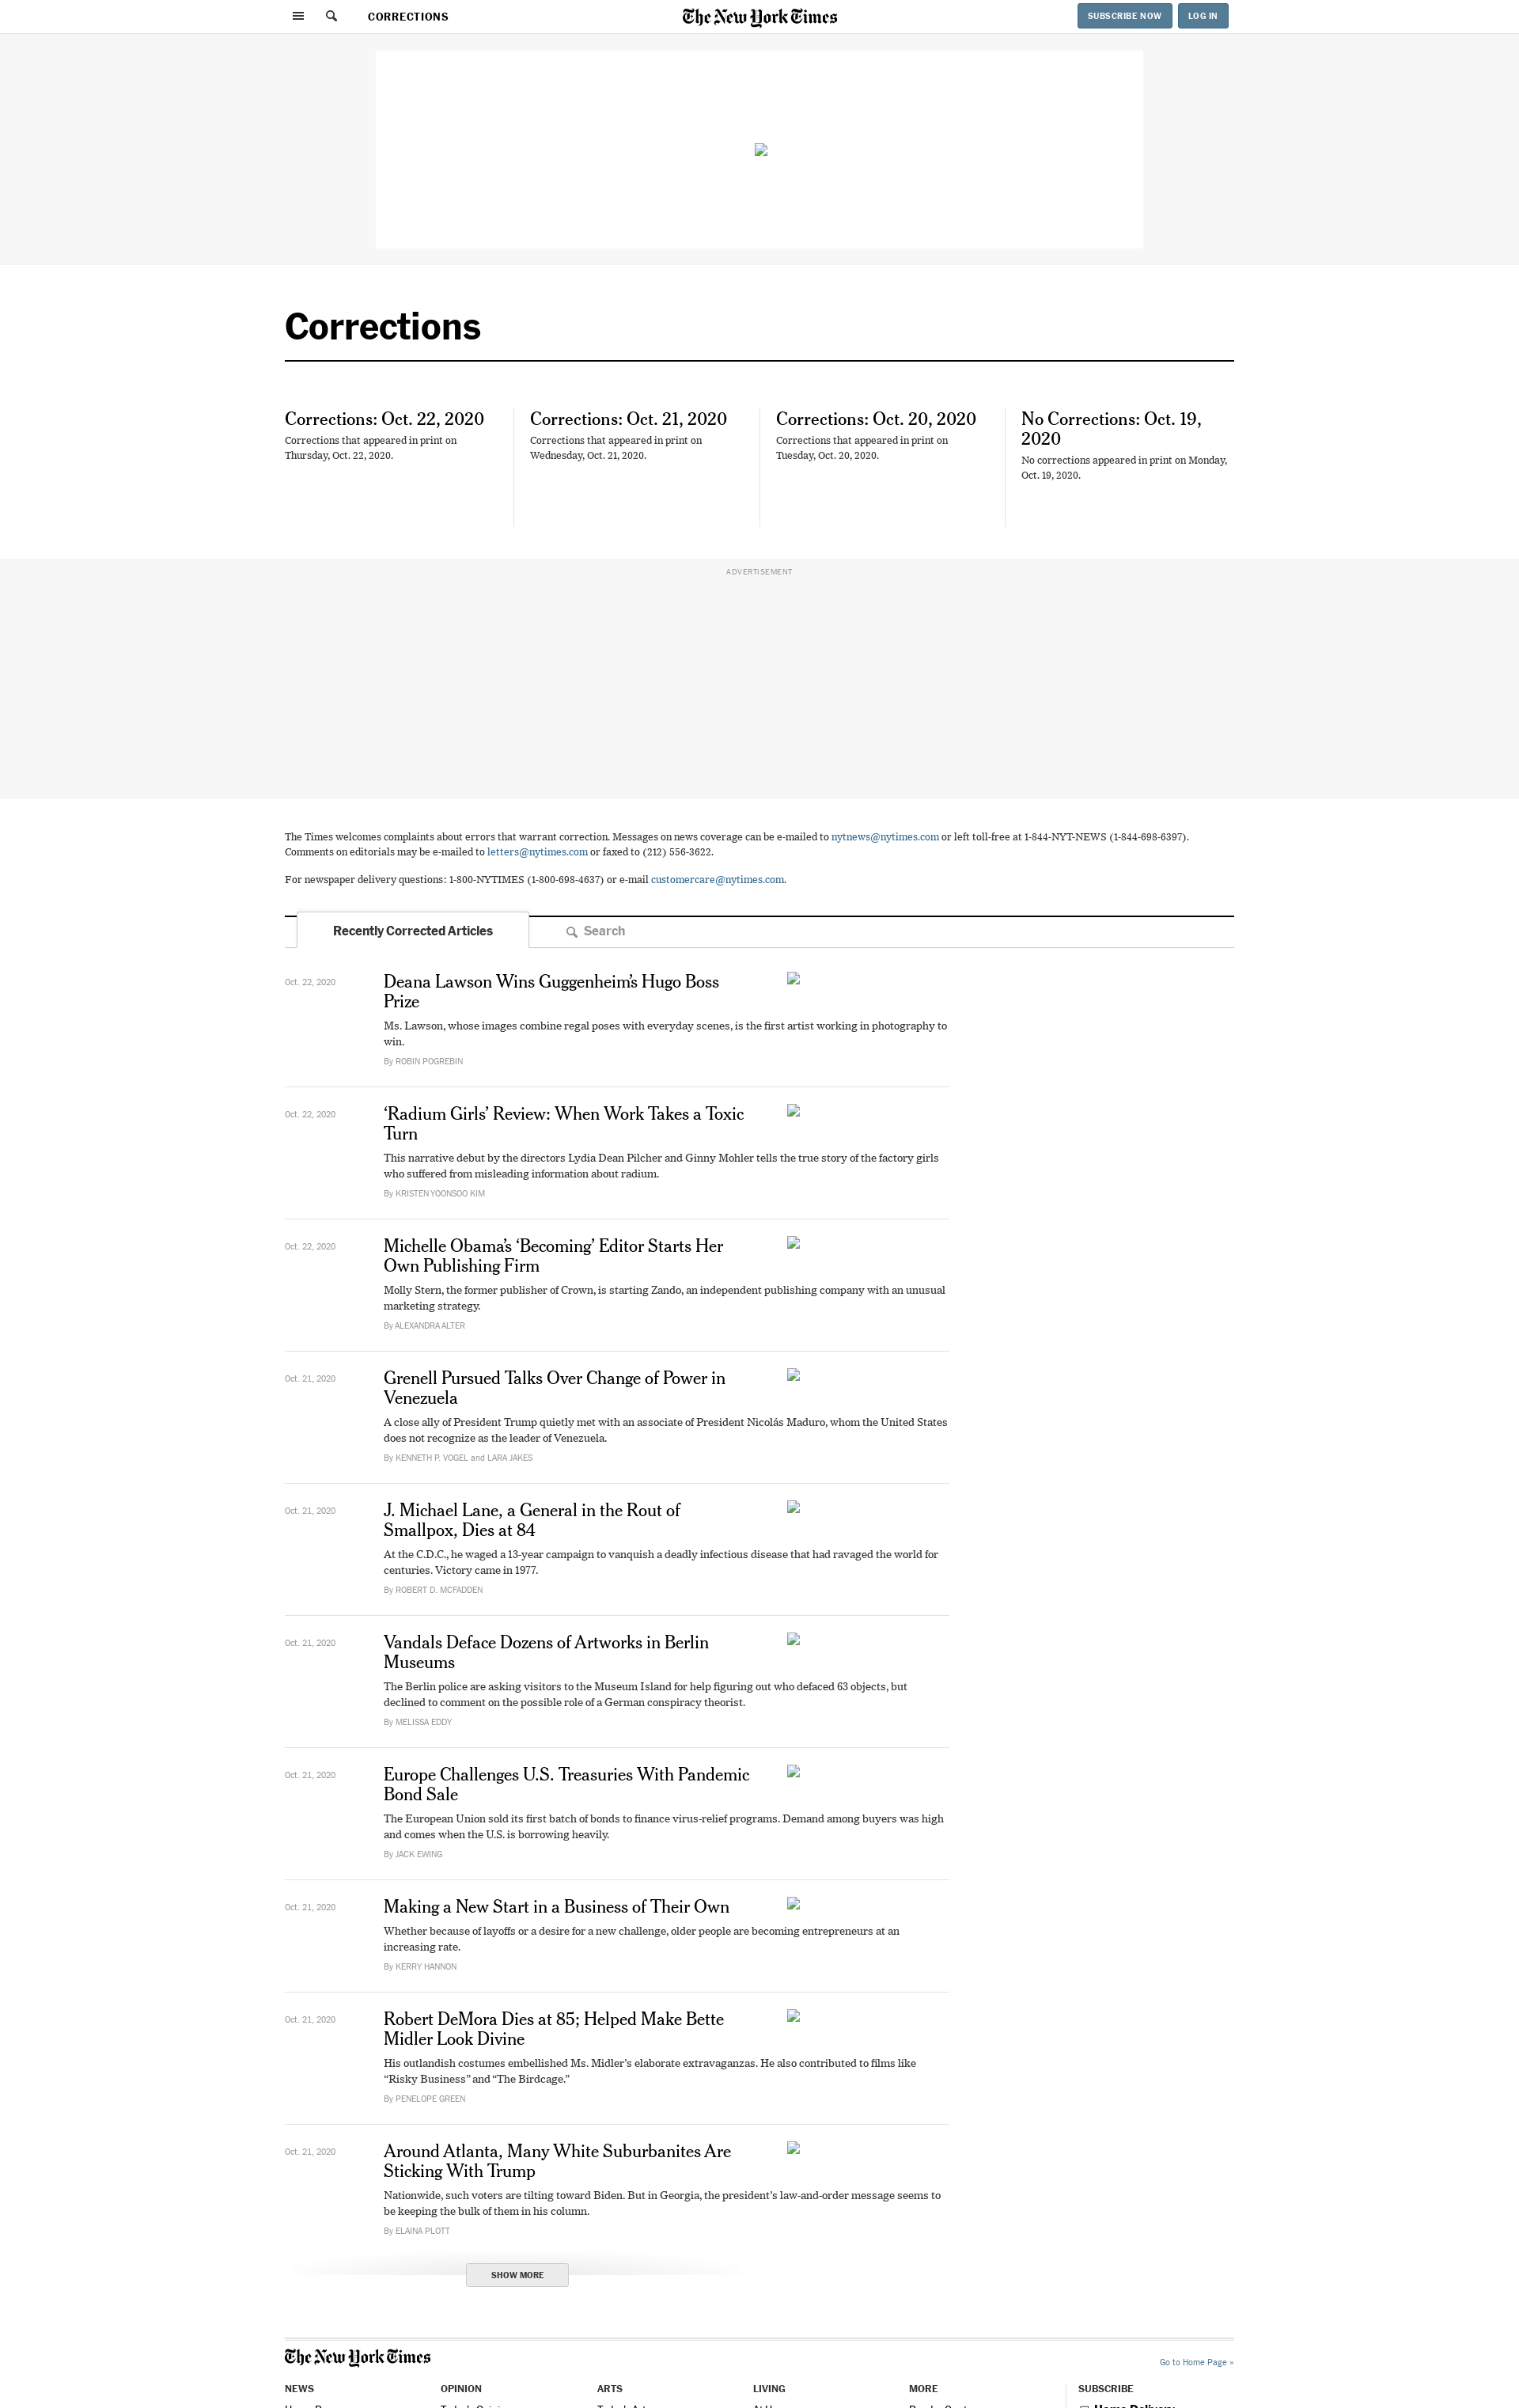 CORRECTIONS
The New York Times
SUBSCRIBE NOW
LOG IN
Corrections
Corrections: Oct. 22, 2020
Corrections that appeared in print on
Thursday, Oct. 22, 2020.
Corrections: Oct. 21, 2020
Corrections that appeared in print on
Wednesday, Oct. 21, 2020.
Corrections: Oct. 20, 2020
Corrections that appeared in print on
Tuesday, Oct. 20, 2020.
No Corrections: Oct. 19,
2020
No corrections appeared in print on Monday,
Oct. 19, 2020.
ADVERTISEMENT
The Times welcomes complaints about errors that warrant correction. Messages on news coverage can be e-mailed to nytnews@nytimes.com or left toll-free at 1-844-NYT-NEWS (1-844-698-6397).
Comments on editorials may be e-mailed to letters@nytimes.com or faxed to (212) 556-3622.
For newspaper delivery questions: 1-800-NYTIMES (1-800-698-4637) or e-mail customercare@nytimes.com.
Recently Corrected Articles
Search
Oct. 22, 2020
Deana Lawson Wins Guggenheim’s Hugo Boss
Prize
Ms. Lawson, whose images combine regal poses with everyday scenes, is the first artist working in photography to
win.
By ROBIN POGREBIN
Oct. 22, 2020
‘Radium Girls’ Review: When Work Takes a Toxic
Turn
This narrative debut by the directors Lydia Dean Pilcher and Ginny Mohler tells the true story of the factory girls
who suffered from misleading information about radium.
By KRISTEN YOONSOO KIM
Oct. 22, 2020
Michelle Obama’s ‘Becoming’ Editor Starts Her
Own Publishing Firm
Molly Stern, the former publisher of Crown, is starting Zando, an independent publishing company with an unusual
marketing strategy.
By ALEXANDRA ALTER
Oct. 21, 2020
Grenell Pursued Talks Over Change of Power in
Venezuela
A close ally of President Trump quietly met with an associate of President Nicolás Maduro, whom the United States
does not recognize as the leader of Venezuela.
By KENNETH P. VOGEL and LARA JAKES
Oct. 21, 2020
J. Michael Lane, a General in the Rout of
Smallpox, Dies at 84
At the C.D.C., he waged a 13-year campaign to vanquish a deadly infectious disease that had ravaged the world for
centuries. Victory came in 1977.
By ROBERT D. MCFADDEN
Oct. 21, 2020
Vandals Deface Dozens of Artworks in Berlin
Museums
The Berlin police are asking visitors to the Museum Island for help figuring out who defaced 63 objects, but
declined to comment on the possible role of a German conspiracy theorist.
By MELISSA EDDY
Oct. 21, 2020
Europe Challenges U.S. Treasuries With Pandemic
Bond Sale
The European Union sold its first batch of bonds to finance virus-relief programs. Demand among buyers was high
and comes when the U.S. is borrowing heavily.
By JACK EWING
Oct. 21, 2020
Making a New Start in a Business of Their Own
Whether because of layoffs or a desire for a new challenge, older people are becoming entrepreneurs at an
increasing rate.
By KERRY HANNON
Oct. 21, 2020
Robert DeMora Dies at 85; Helped Make Bette
Midler Look Divine
His outlandish costumes embellished Ms. Midler’s elaborate extravaganzas. He also contributed to films like
“Risky Business” and “The Birdcage.”
By PENELOPE GREEN
Oct. 21, 2020
Around Atlanta, Many White Suburbanites Are
Sticking With Trump
Nationwide, such voters are tilting toward Biden. But in Georgia, the president’s law-and-order message seems to
be keeping the bulk of them in his column.
By ELAINA PLOTT
SHOW MORE
The New York Times
Go to Home Page »
NEWS
OPINION
ARTS
LIVING
MORE
SUBSCRIBE